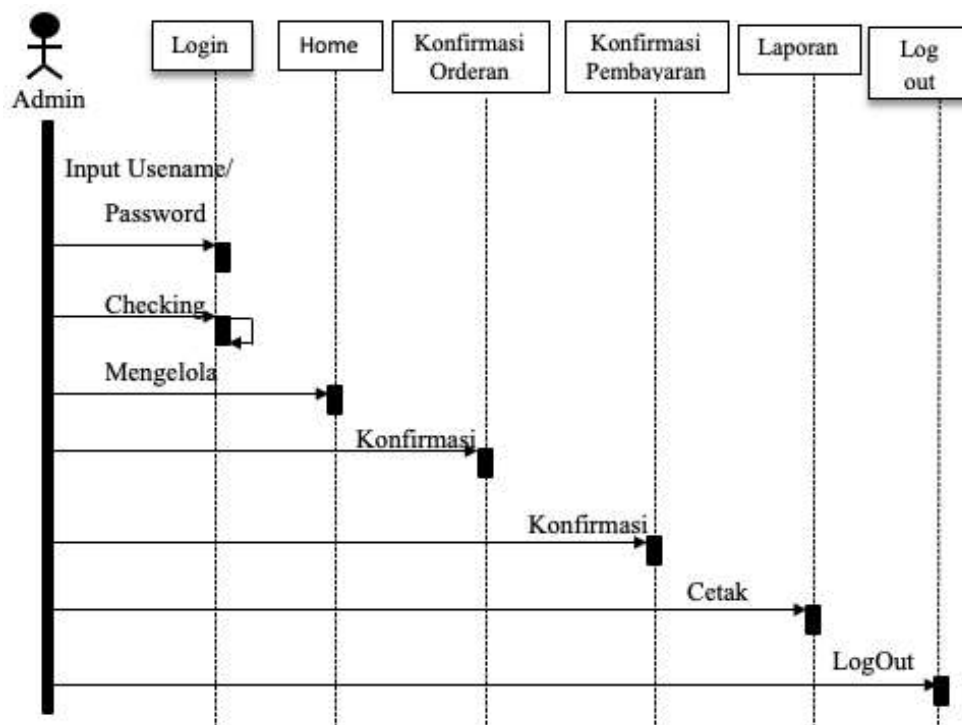 Admin
Login
Home
Konfirmasi
Orderan
Konfirmasi
Pembayaran
Laporan
Log
out
Input Usename/
Password
Checking
Mengelola
Konfirmasi
Konfirmasi
Cetak
LogOut